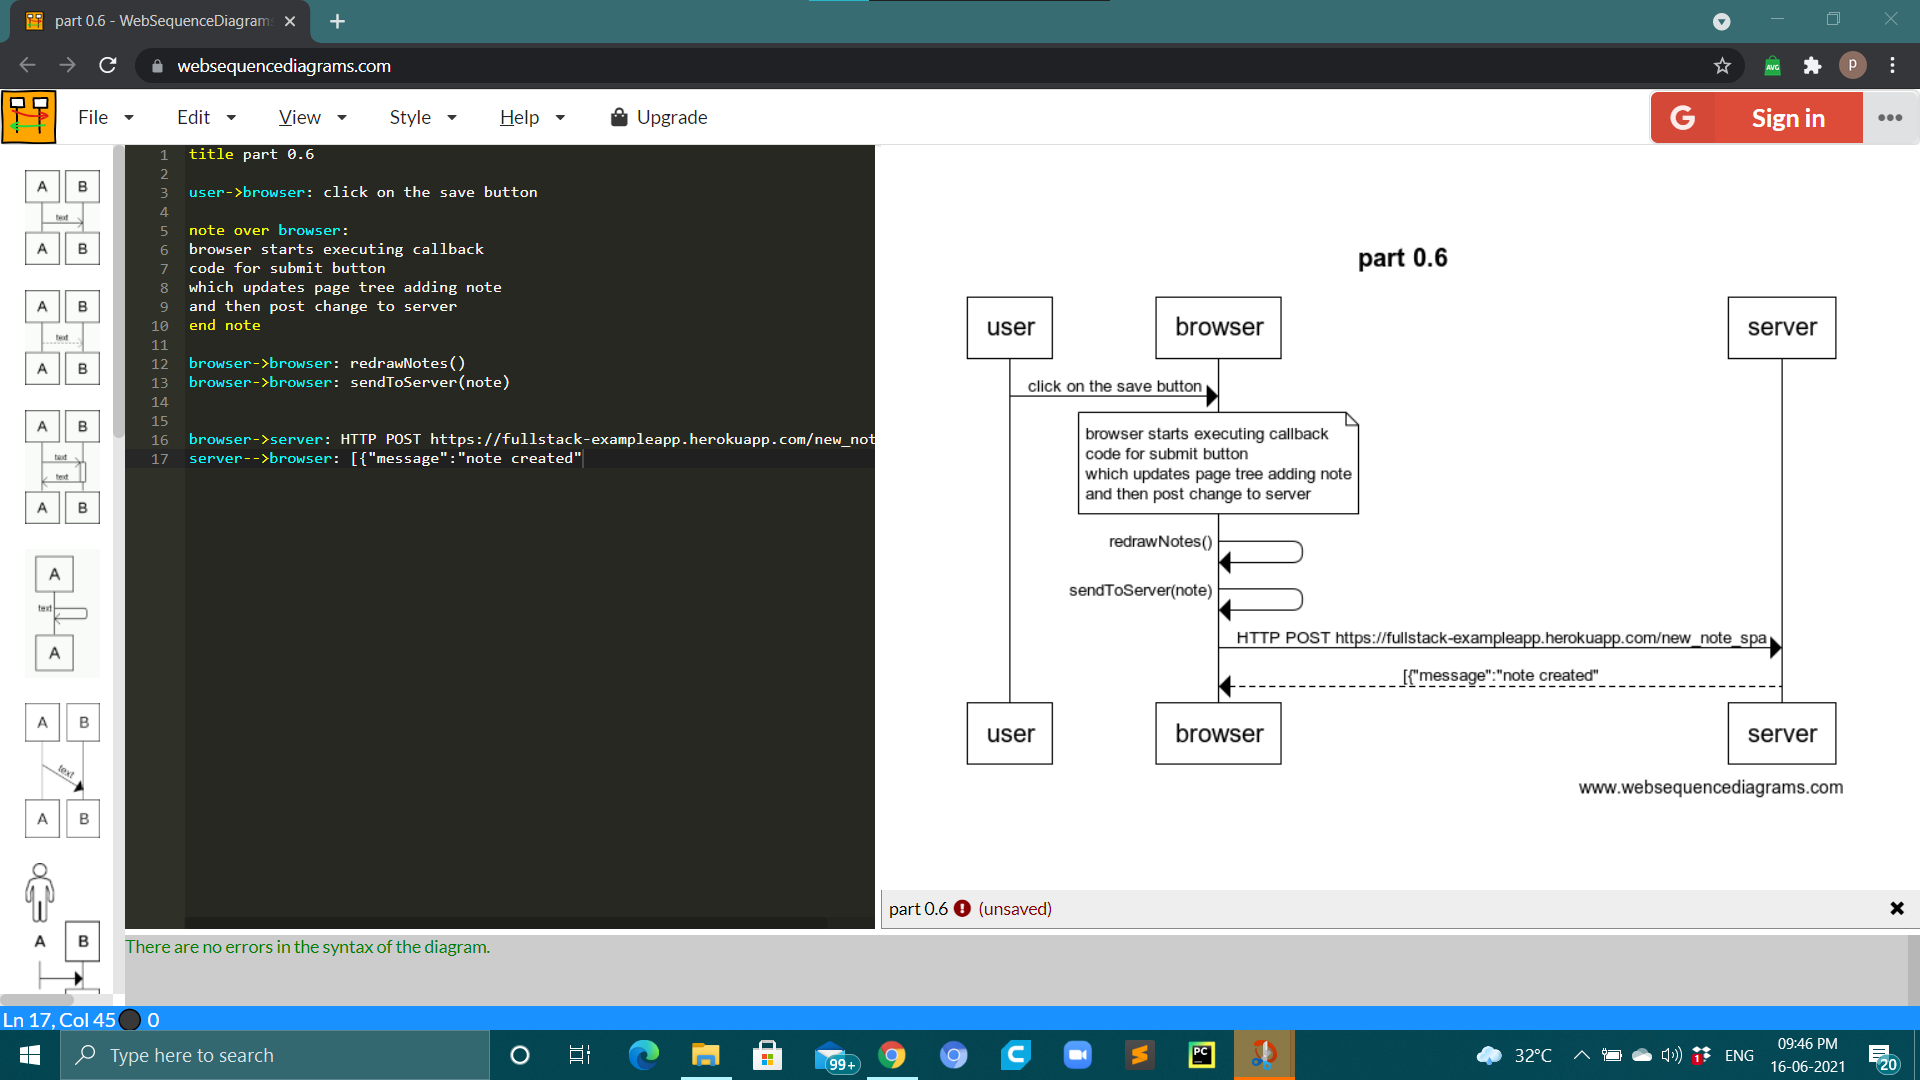 part 0.6 - WebSequenceDiagram
websequencediagrams.com
AVG
P
File
Edit
View
Style
Help
Upgrade
G
Sign in
A B
text
A B
A B
text
A B
A B
text
text
A B
A
text
A
A B
text
A B
A B
1 title part 0.6
2
3 user->browser: click on the save button
4
5 note over browser:
6 browser starts executing callback
7 code for submit button
8 which updates page tree adding note
9 and then post change to server
10 end note
11
12 browser->browser: redrawNotes()
13 browser->browser: sendToServer(note)
14
15
16 browser->server: HTTP POST https://fullstack-exampleapp.herokuapp.com/new_not
17 server-->browser: [{"message":"note created"
part 0.6
user browser server
click on the save button
browser starts executing callback
code for submit button
which updates page tree adding note
and then post change to server
redrawNotes()
sendToServer(note)
HTTP POST https://fullstack-exampleapp.herokuapp.com/new_note_spa
[{"message":"note created"
user browser server
www.websequencediagrams.com
part 0.6 (unsaved)
There are no errors in the syntax of the diagram.
Ln 17, Col 45 0
Type here to search
99+
PC
32°C
1
ENG
09:46 PM
16-06-2021
20